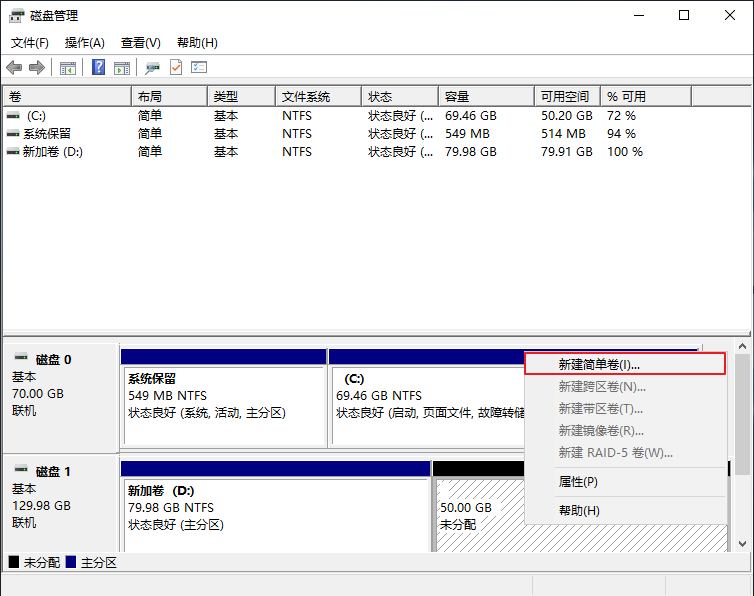 磁盘管理
文件(F) 操作(A) 查看(V) 帮助(H)
卷 布局 类型 文件系统 状态 容量 可用空间 % 可用
(C:) 简单 基本 NTFS 状态良好 (... 69.46 GB 50.20 GB 72 %
系统保留 简单 基本 NTFS 状态良好 (... 549 MB 514 MB 94 %
新加卷 (D:) 简单 基本 NTFS 状态良好 (... 79.98 GB 79.91 GB 100 %
磁盘 0
基本
70.00 GB
联机
系统保留
549 MB NTFS
状态良好 (系统, 活动, 主分区)
(C:)
69.46 GB NTFS
状态良好 (启动, 页面文件, 故障转储
新建简单卷(I)...
新建跨区卷(N)...
新建带区卷(T)...
新建镜像卷(R)...
新建 RAID-5 卷(W)...
属性(P)
帮助(H)
磁盘 1
基本
129.98 GB
联机
新加卷 (D:)
79.98 GB NTFS
状态良好 (主分区)
50.00 GB
未分配
未分配 主分区